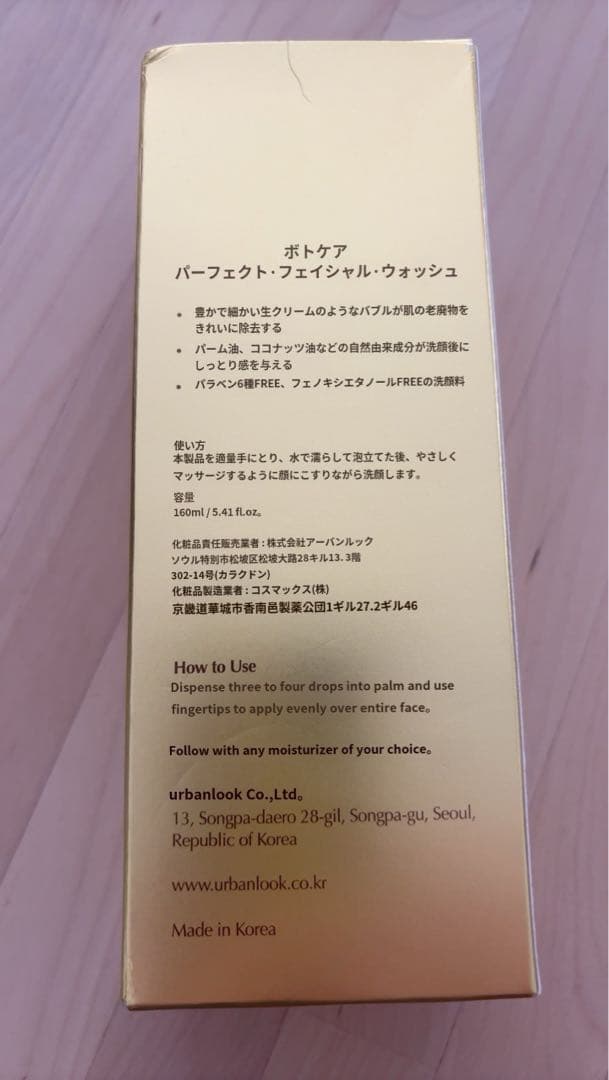 ボトケア
パーフェクト・フェイシャル・ウォッシュ
• 豊かで細かい生クリームのようなバブルが肌の老廃物を
きれいに除去する
• パーム油、ココナッツ油などの自然由来成分が洗顔後に
しっとり感を与える
• パラベン6種FREE、フェノキシエタノールFREEの洗顔料
使い方
本製品を適量手にとり、水で濡らして泡立てた後、やさしく
マッサージするように顔にこすりながら洗顔します。
容量
160ml / 5.41 fl.oz。
化粧品責任販売業者 : 株式会社アーバンルック
ソウル特別市松坡区松坡大路28キル13. 3階
302-14号(カラクドン)
化粧品製造業者 : コスマックス(株)
京畿道華城市香南邑製薬公団1ギル27.2ギル46
How to Use
Dispense three to four drops into palm and use
fingertips to apply evenly over entire face。
Follow with any moisturizer of your choice。
urbanlook Co.,Ltd。
13, Songpa-daero 28-gil, Songpa-gu, Seoul,
Republic of Korea
www.urbanlook.co.kr
Made in Korea